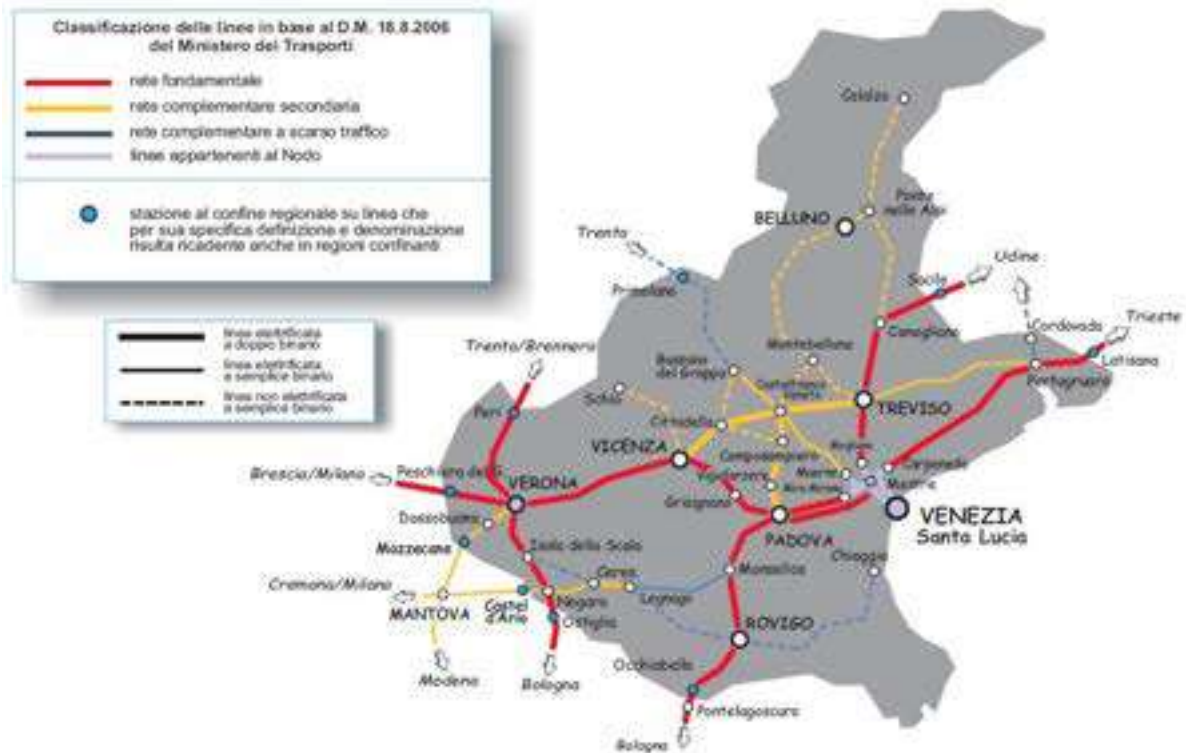 Classificazione delle linee in base al D.M. 18.8.2006
del Ministero dei Trasporti
rete fondamentale
rete complementare secondaria
rete complementare a scarso traffico
linee appartenenti al Nodo
stazione al confine regionale su linea che
per sua specifica definizione e denominazione
risulta ricadente anche in regioni confinanti
linea elettrificata
a doppio binario
linea elettrificata
a semplice binario
linea non elettrificata
a semplice binario
Calalzo
Ponte
nelle Alpi
BELLUNO
Trento
Primolano
Udine
Sacile
Conegliano
Cordovado
Trieste
Latisana
Portogruaro
Trento/Brennero
Montebelluna
Bassano
del Grappa
Castelfranco
Veneto
Schio
Cittadella
TREVISO
Peri
VICENZA
Camposampiero
Vigodarzere
Maerne
Carpenedo
Mestre
Brescia/Milano
Peschiera del G.
VERONA
Grisignano
Dossobuono
PADOVA
VENEZIA
Santa Lucia
Mozzecane
Isola della Scala
Cerea
Monselice
Chioggia
Cremona/Milano
MANTOVA
Castel
d'Ario
Nogara
Legnago
Ostiglia
ROVIGO
Modena
Bologna
Occhiobello
Pontelagoscuro
Bologna